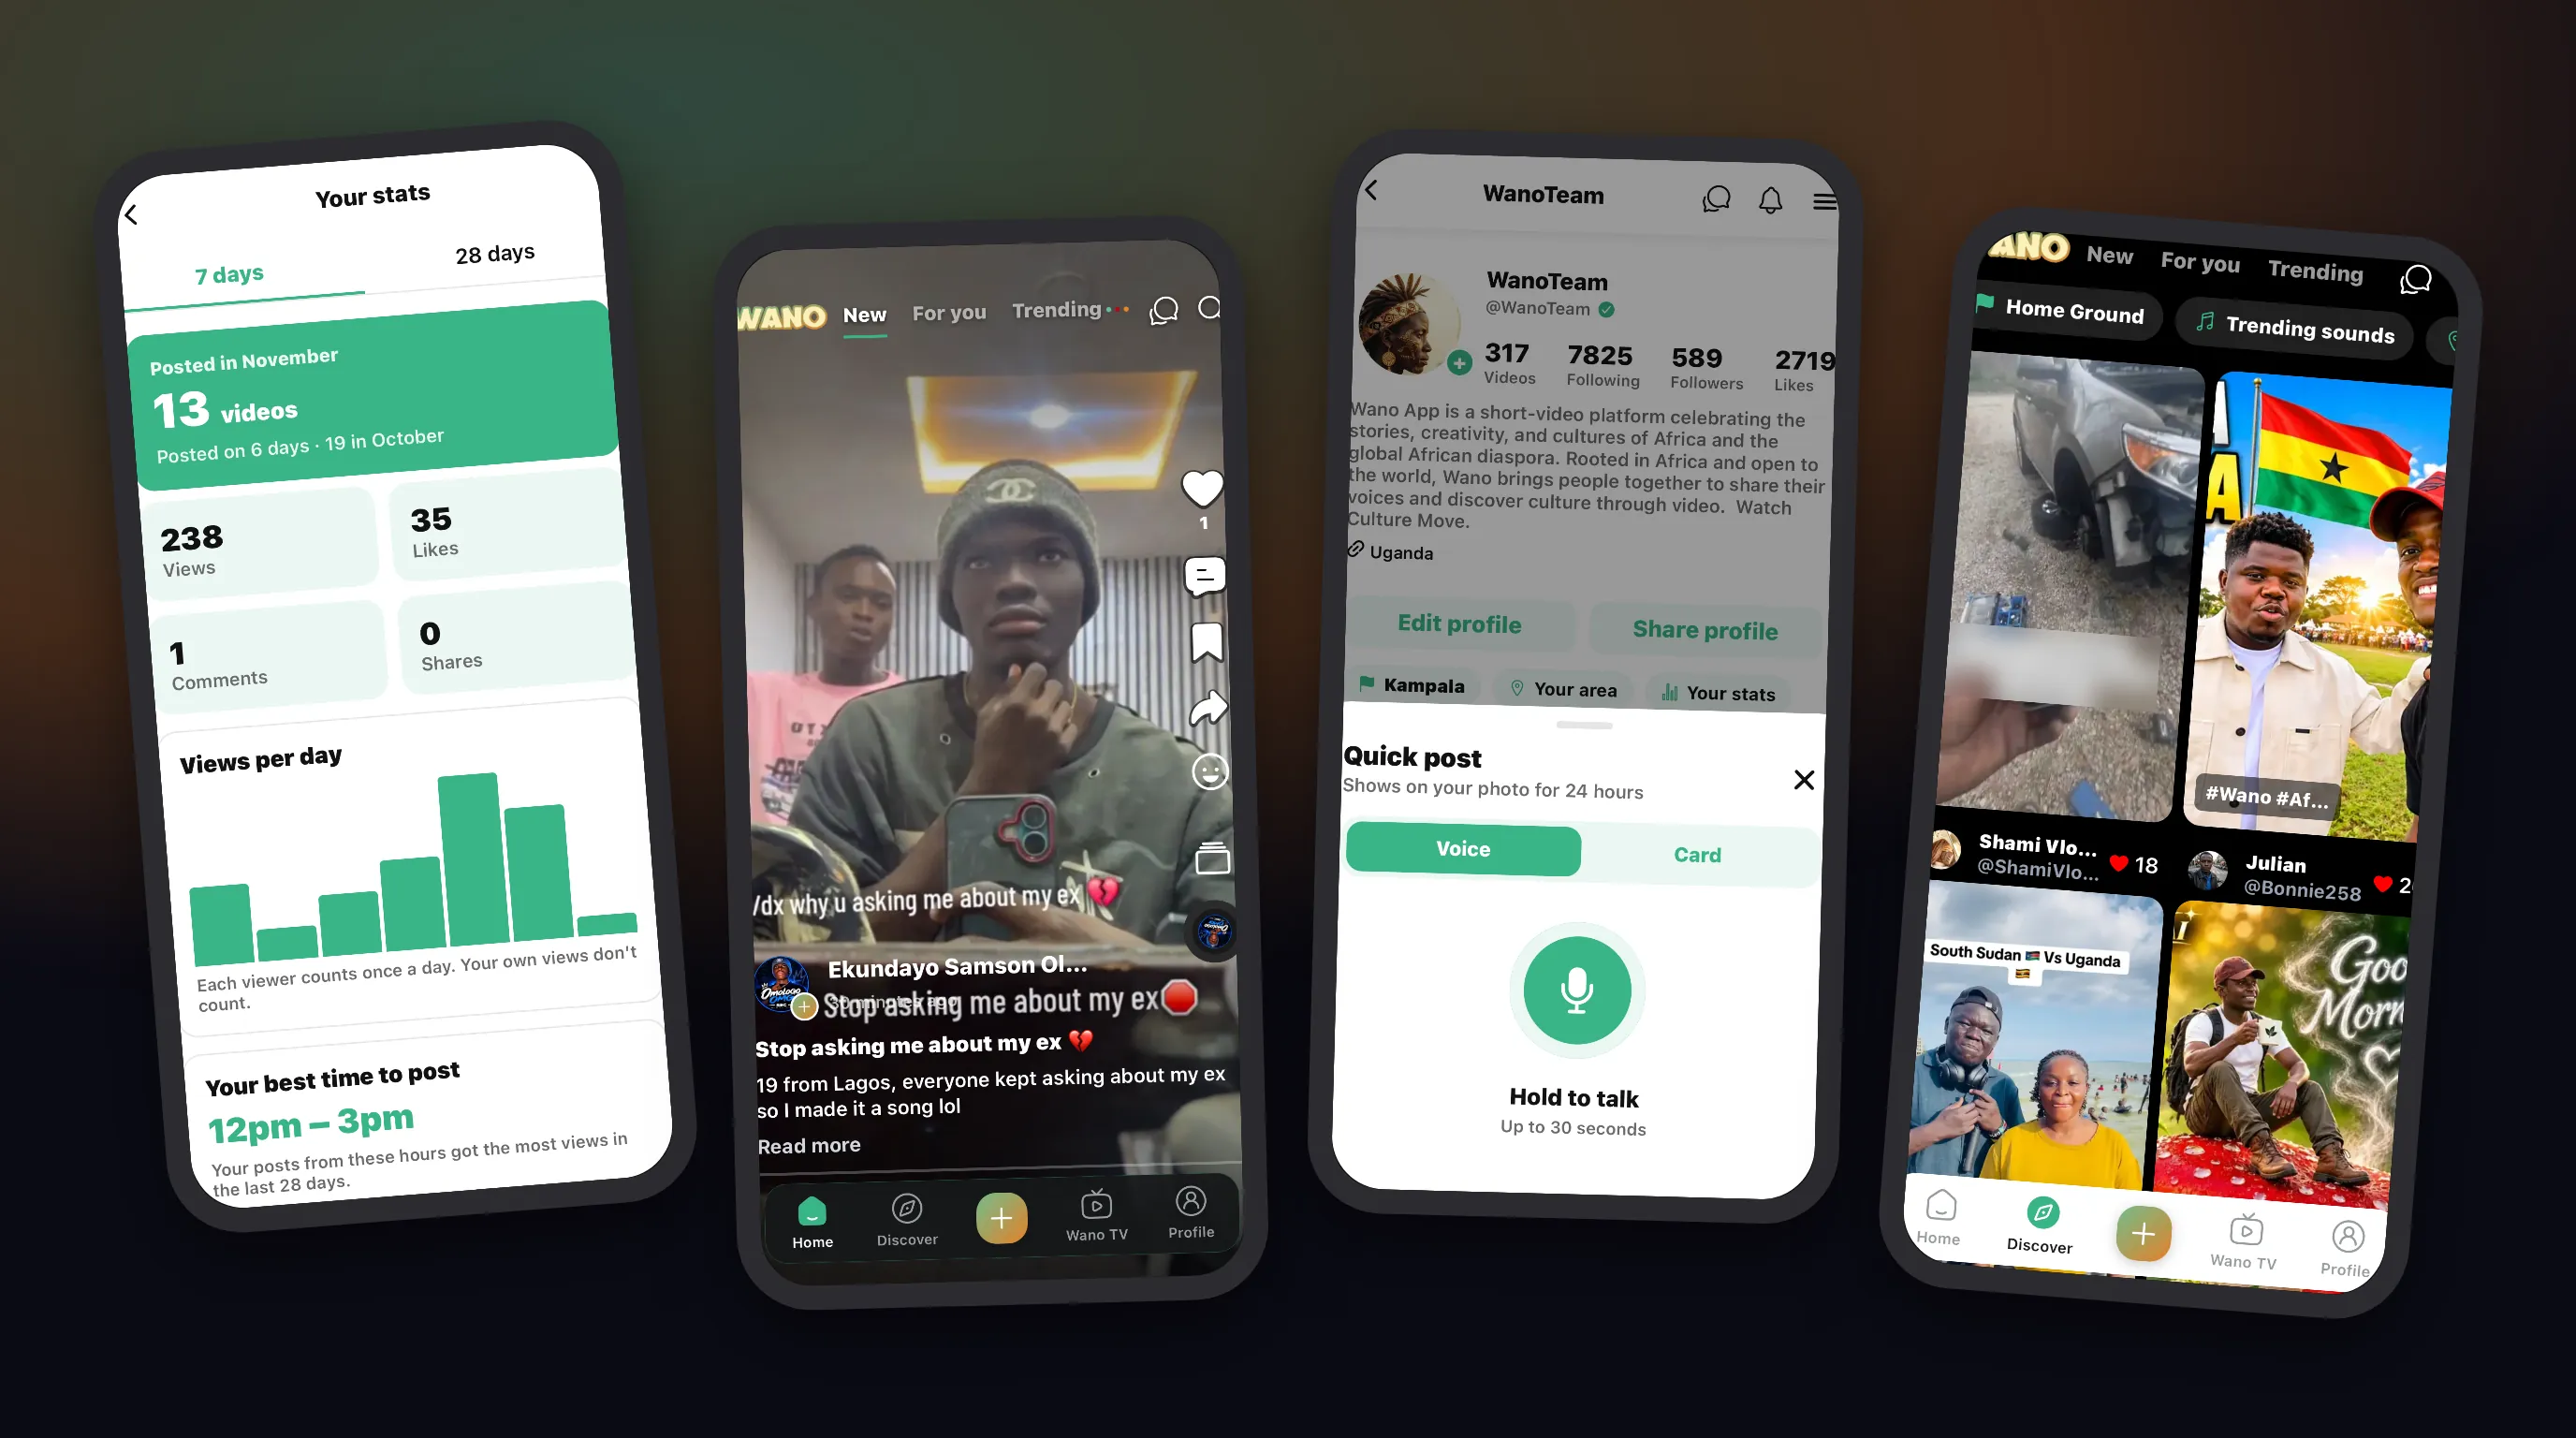 Your stats
7 days
28 days
Posted in November
13 videos
Posted on 6 days · 19 in October
238
Views
35
Likes
1
Comments
0
Shares
Views per day
Each viewer counts once a day. Your own views don't
count.
Your best time to post
12pm – 3pm
Your posts from these hours got the most views in
the last 28 days.
WANO
New
For you
Trending
1
/dx why u asking me about my ex 💔
Ekundayo Samson Ol...
Stop asking me about my ex🛑
Stop asking me about my ex 💔
19 from Lagos, everyone kept asking about my ex
so I made it a song lol
Read more
Home
Discover
Wano TV
Profile
WanoTeam
WanoTeam
@WanoTeam
317
Videos
7825
Following
589
Followers
2719
Likes
Wano App is a short-video platform celebrating the
stories, creativity, and cultures of Africa and the
global African diaspora. Rooted in Africa and open to
the world, Wano brings people together to share their
voices and discover culture through video.  Watch
Culture Move.
Uganda
Edit profile
Share profile
Kampala
Your area
Your stats
Quick post
Shows on your photo for 24 hours
Voice
Card
Hold to talk
Up to 30 seconds
ANO
New
For you
Trending
Home Ground
Trending sounds
A
A
#Wano #Af...
Shami Vlo...
@ShamiVlo...
18
Julian
@Bonnie258
South Sudan 🇸🇸 Vs Uganda
🇺🇬
Goo
Morn
Home
Discover
Wano TV
Profile